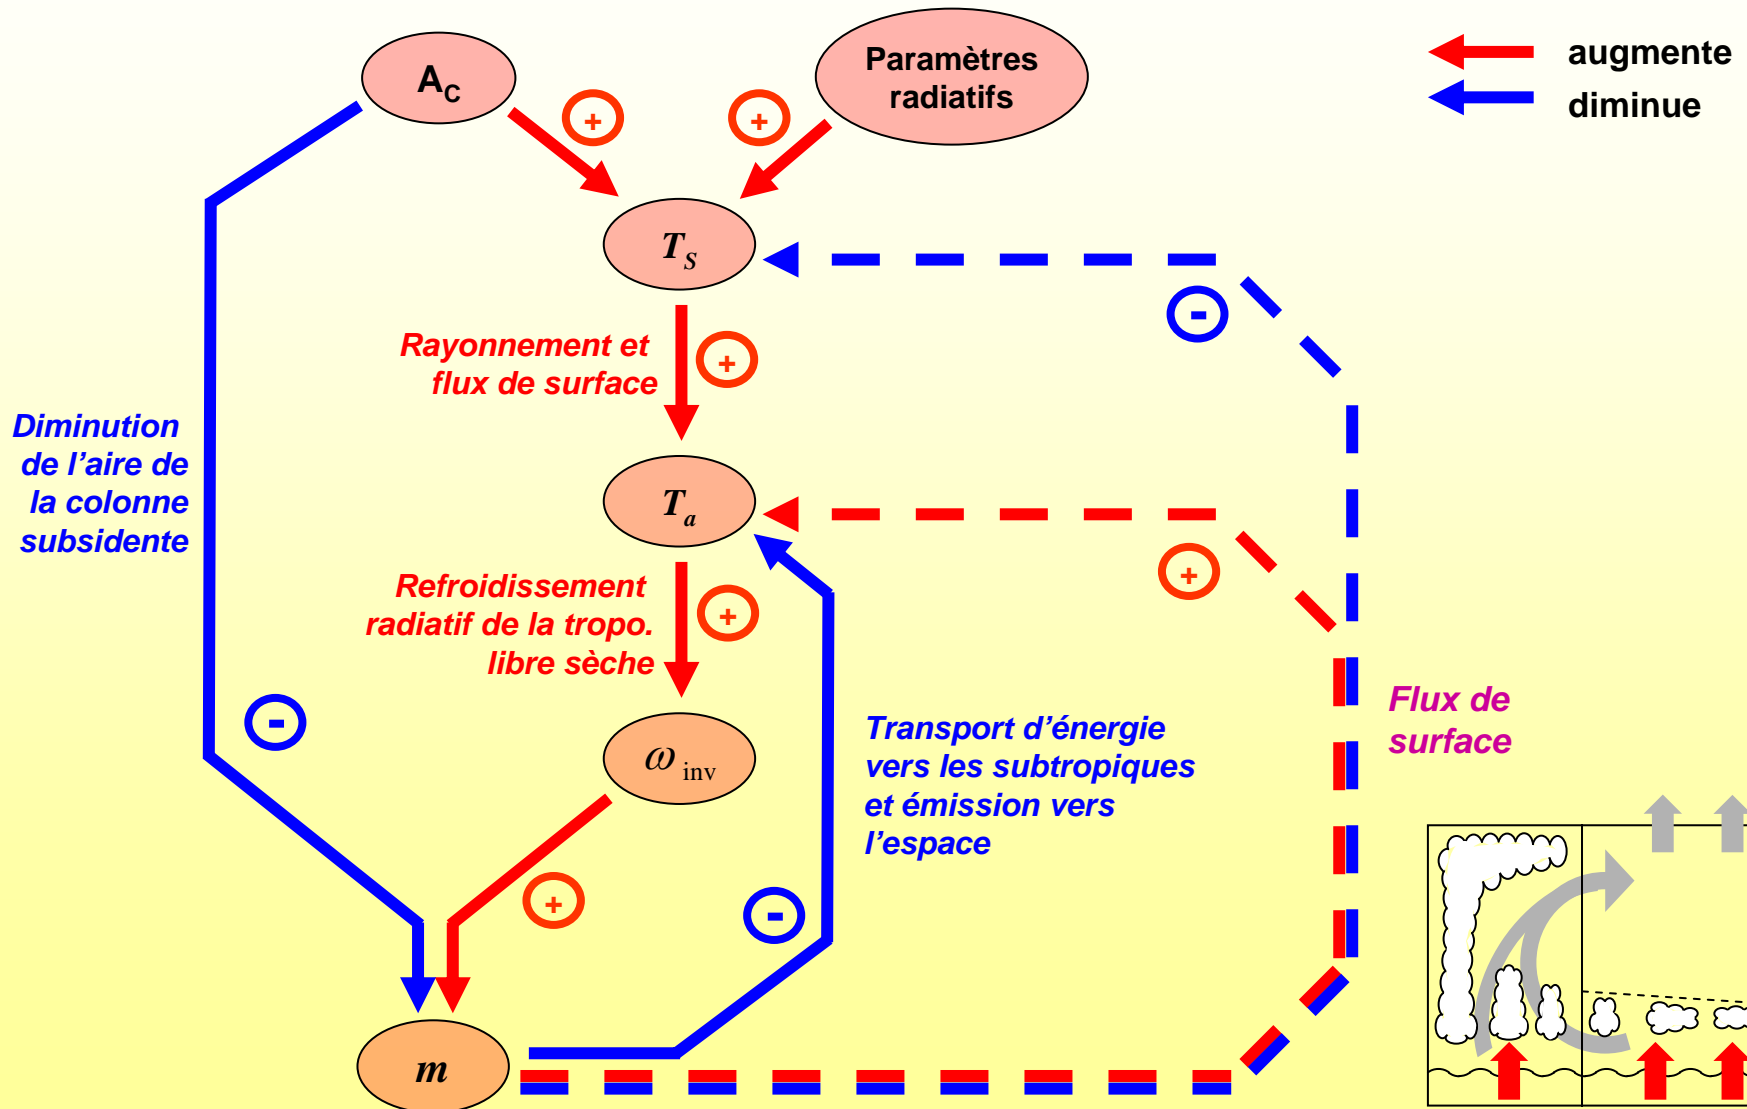 A_C
Paramètres
radiatifs
augmente
diminue
+
+
T_S
-
Rayonnement et
flux de surface
+
Diminution
de l'aire de
la colonne
subsidente
T_a
+
Refroidissement
radiatif de la tropo.
libre sèche
+
-
ω inv
Transport d'énergie
vers les subtropiques
et émission vers
l'espace
Flux de
surface
+
-
m